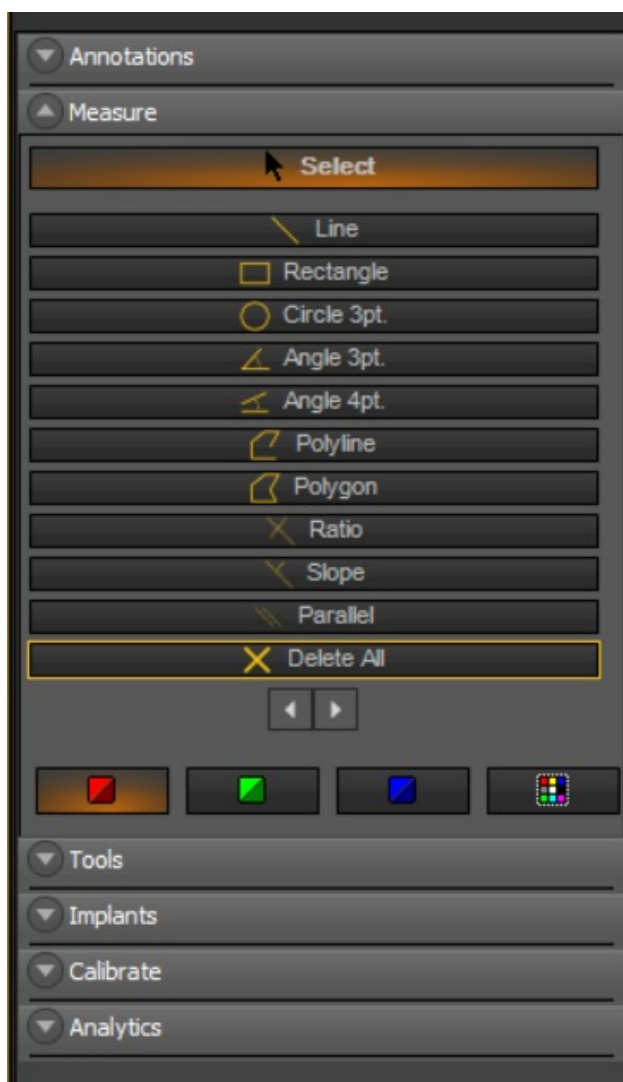 Annotations
Measure
Select
Line
Rectangle
Circle 3pt.
Angle 3pt.
Angle 4pt.
Polyline
Polygon
Ratio
Slope
Parallel
Delete All
Tools
Implants
Calibrate
Analytics